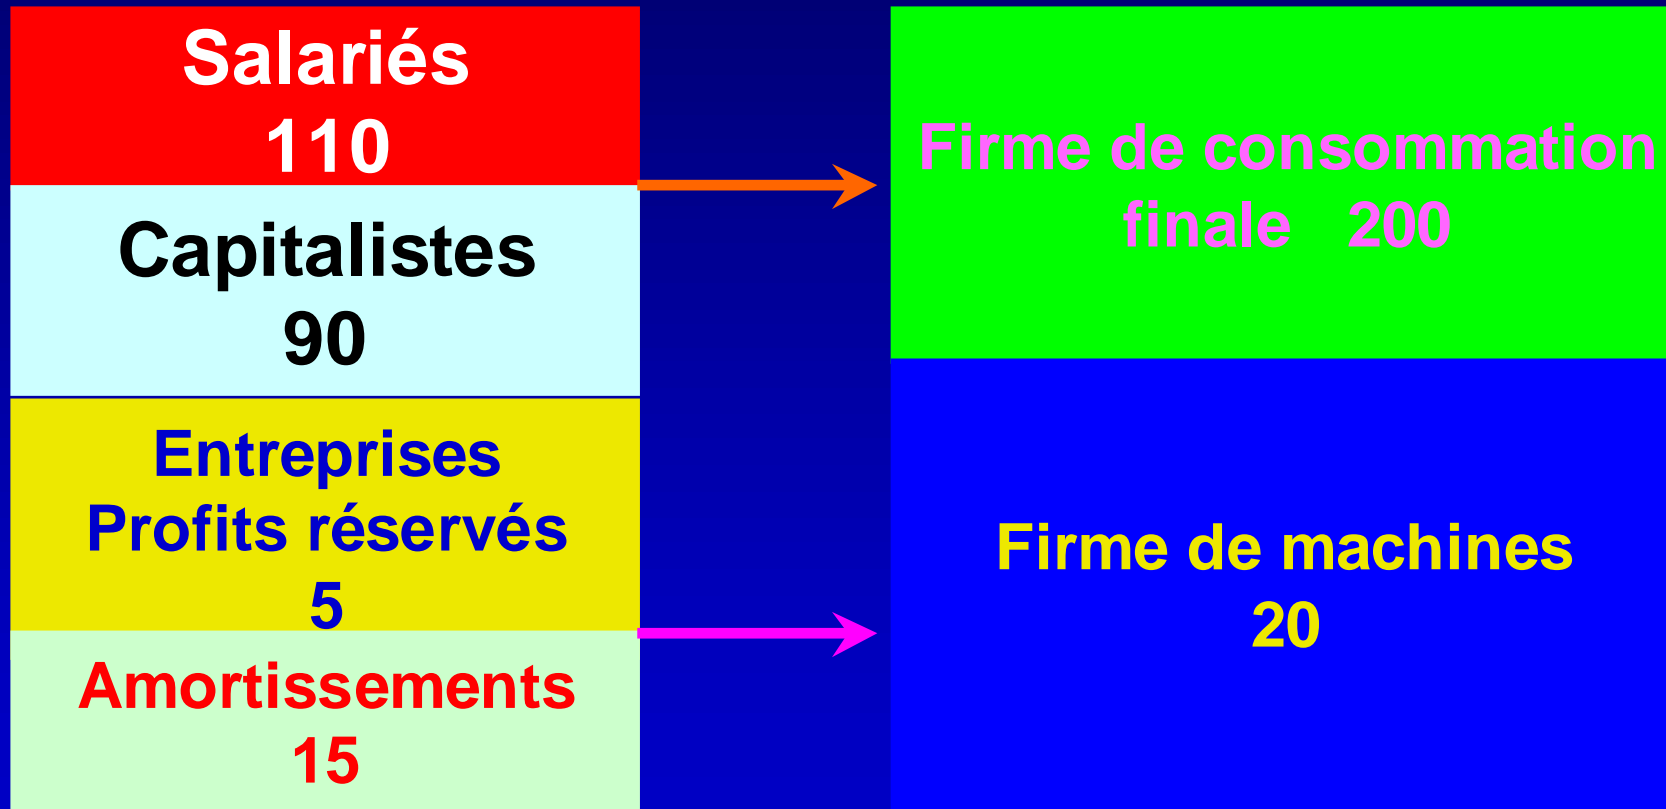 Salariés
110
Capitalistes
90
Entreprises
Profits réservés
5
Amortissements
15
Firme de consommation
finale 200
Firme de machines
20